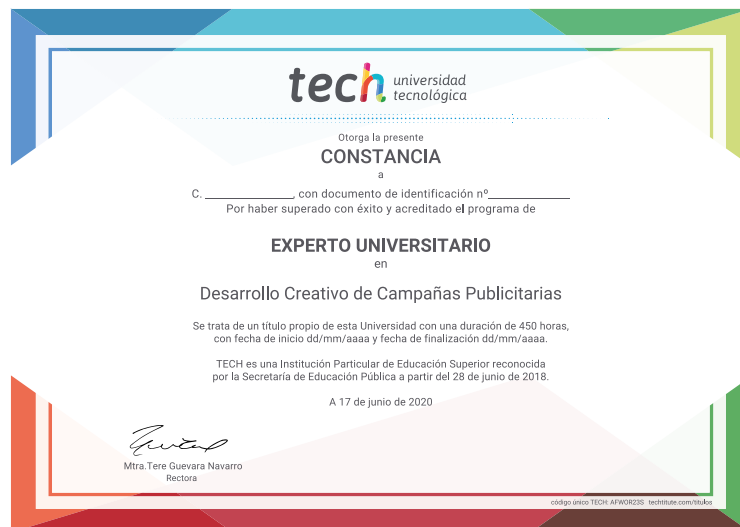 tech universidad
tecnológica
Otorga la presente
CONSTANCIA
a
C. ______________, con documento de identificación nº_____________
Por haber superado con éxito y acreditado el programa de
EXPERTO UNIVERSITARIO
en
Desarrollo Creativo de Campañas Publicitarias
Se trata de un título propio de esta Universidad con una duración de 450 horas,
con fecha de inicio dd/mm/aaaa y fecha de finalización dd/mm/aaaa.
TECH es una Institución Particular de Educación Superior reconocida
por la Secretaría de Educación Pública a partir del 28 de junio de 2018.
A 17 de junio de 2020
Mtra.Tere Guevara Navarro
Rectora
código único TECH: AFWOR23S techtitute.com/titulos